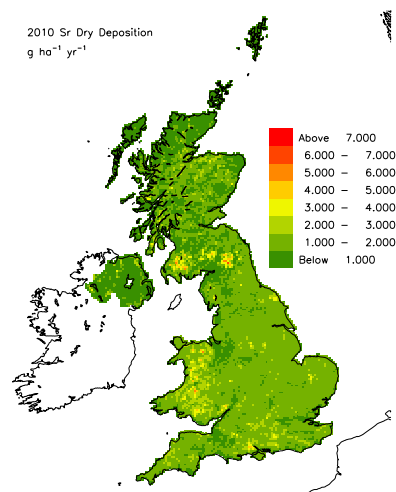 2010 Sr Dry Deposition
g ha⁻¹ yr⁻¹
Above 7.000
6.000 – 7.000
5.000 – 6.000
4.000 – 5.000
3.000 – 4.000
2.000 – 3.000
1.000 – 2.000
Below 1.000